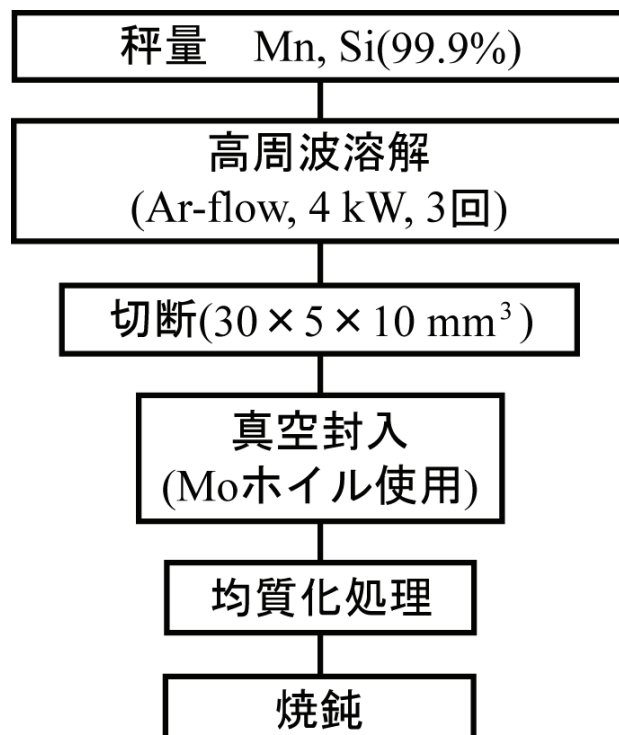 秤量　Mn, Si(99.9%)
高周波溶解
(Ar-flow, 4 kW, 3回)
切断(30×5×10 mm³)
真空封入
(Moホイル使用)
均質化処理
焼鈍